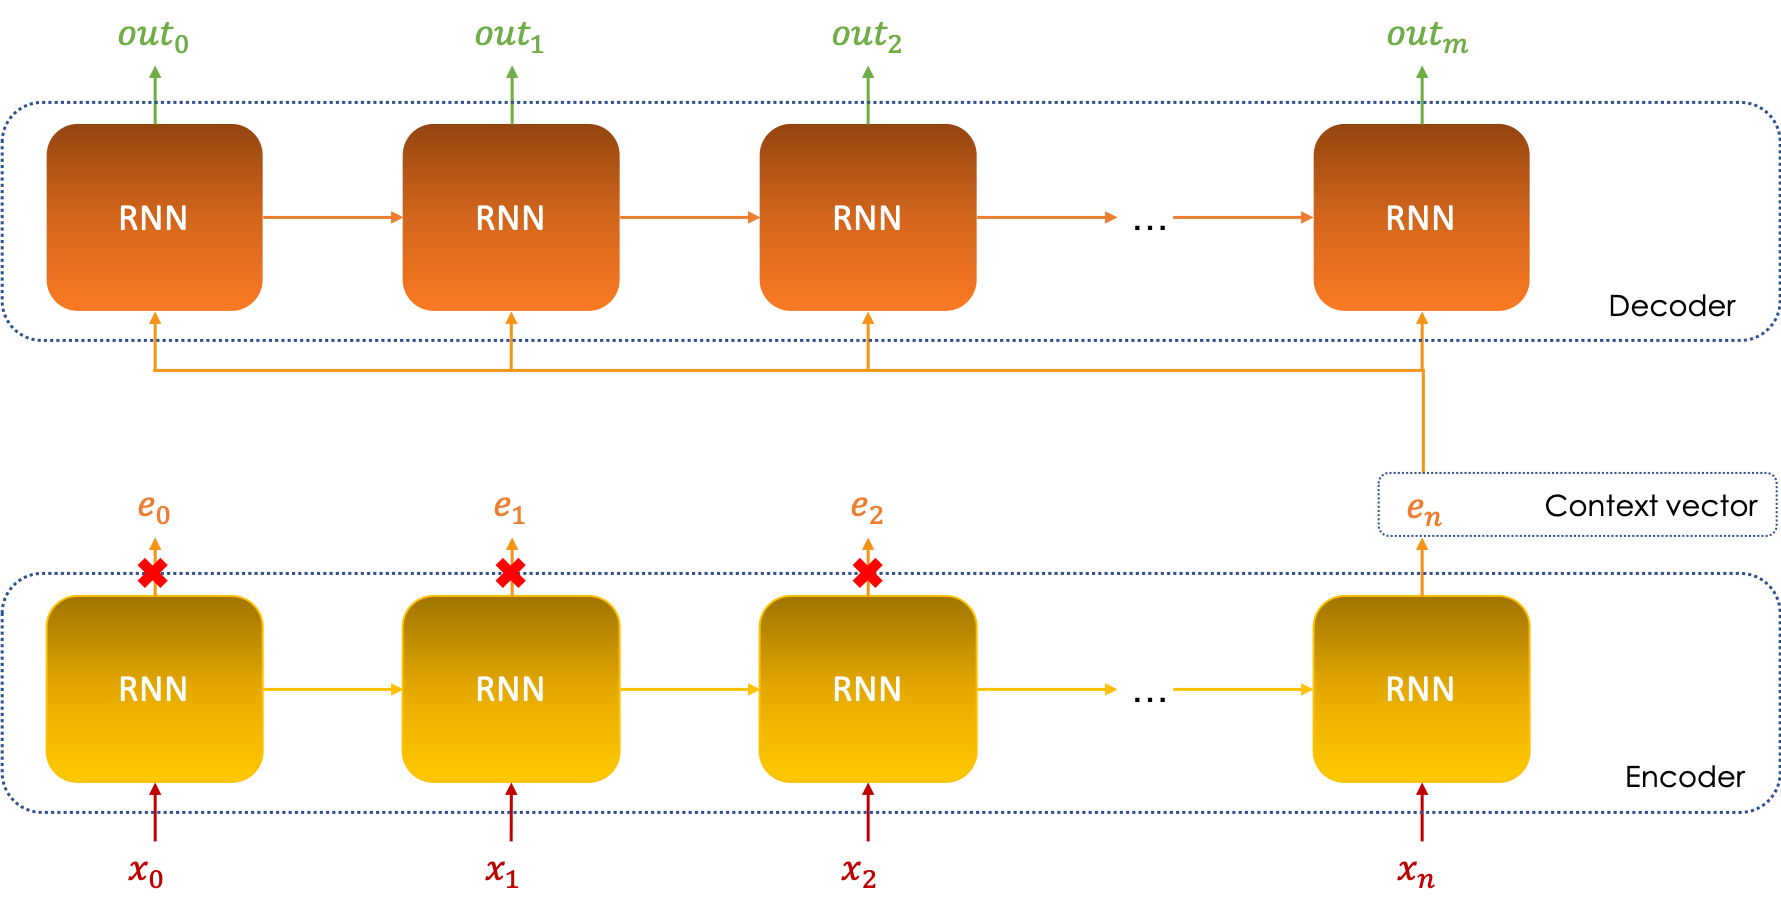 out₀ out₁ out₂ outₘ
RNN RNN RNN ... RNN
Decoder
e₀ e₁ e₂ eₙ Context vector
RNN RNN RNN ... RNN
Encoder
x₀ x₁ x₂ xₙ